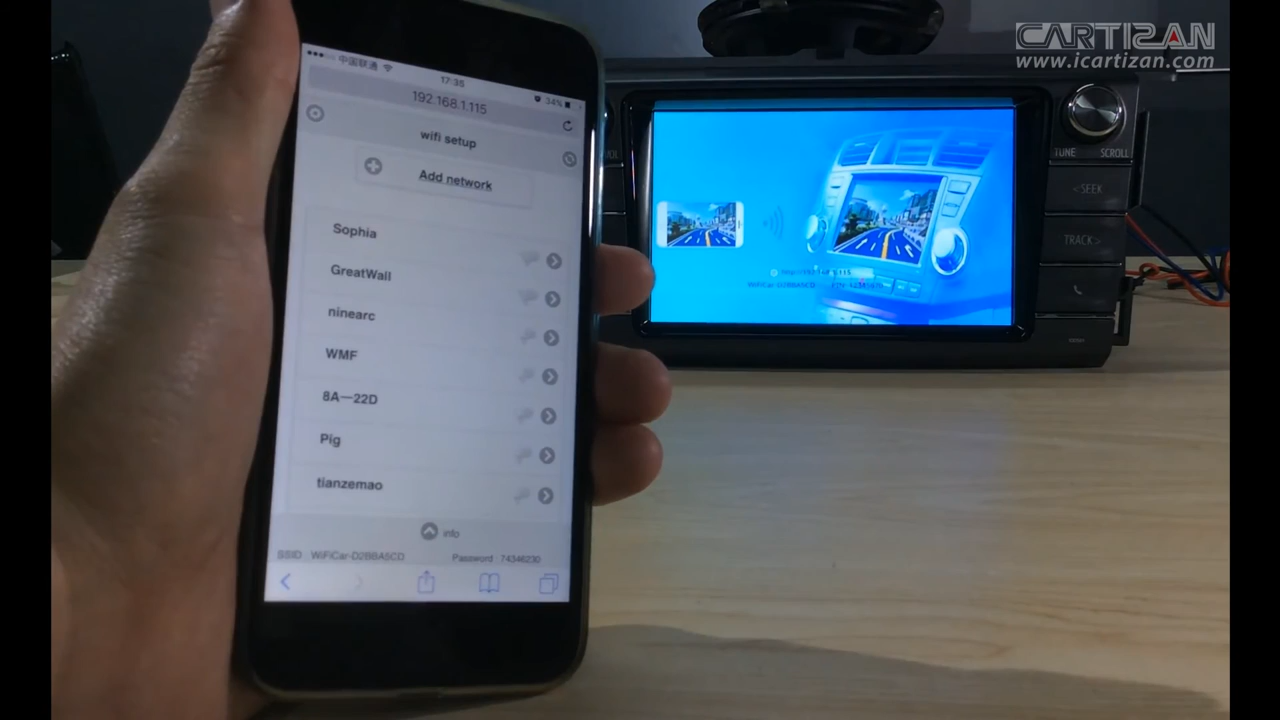 CARTIZAN
www.icartizan.com
中国联通
17:35
34%
192.168.1.115
wifi setup
Add network
Sophia
GreatWall
ninearc
WMF
8A—22D
Pig
tianzemao
info
SSID WiFiCar-D2BBA5CD Password 74346230
TUNE SCROLL
<SEEK
TRACK>